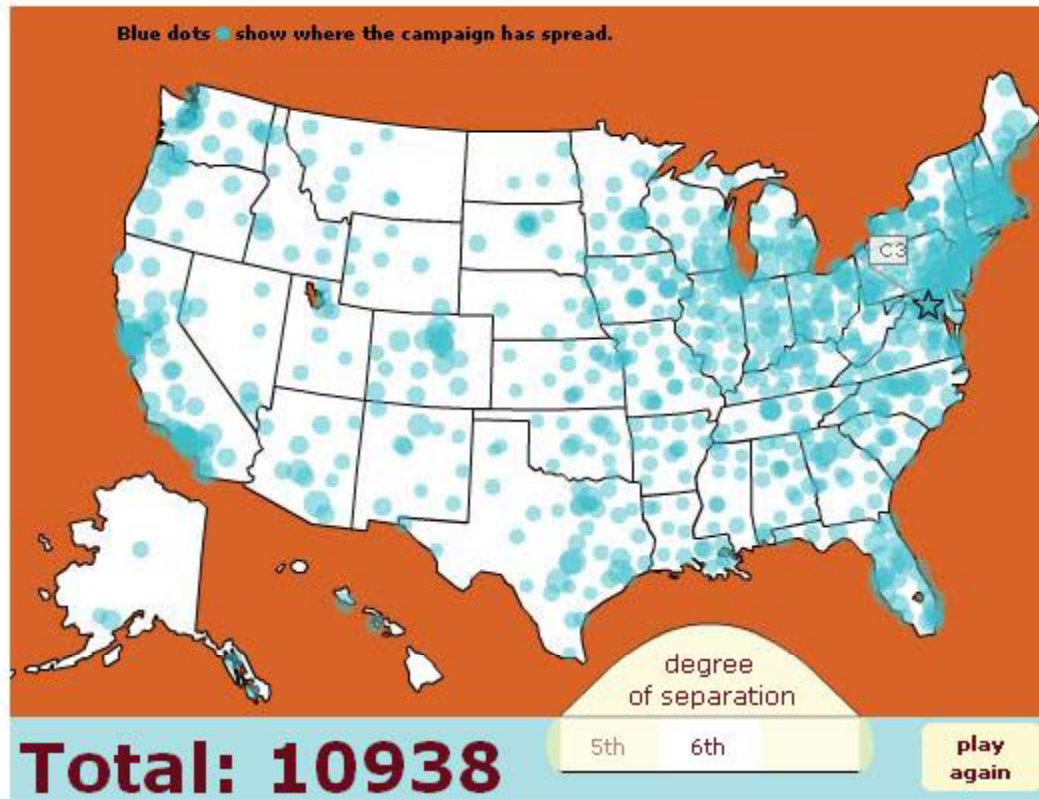 Blue dots show where the campaign has spread.
C3
degree
of separation
5th 6th
Total: 10938
play
again